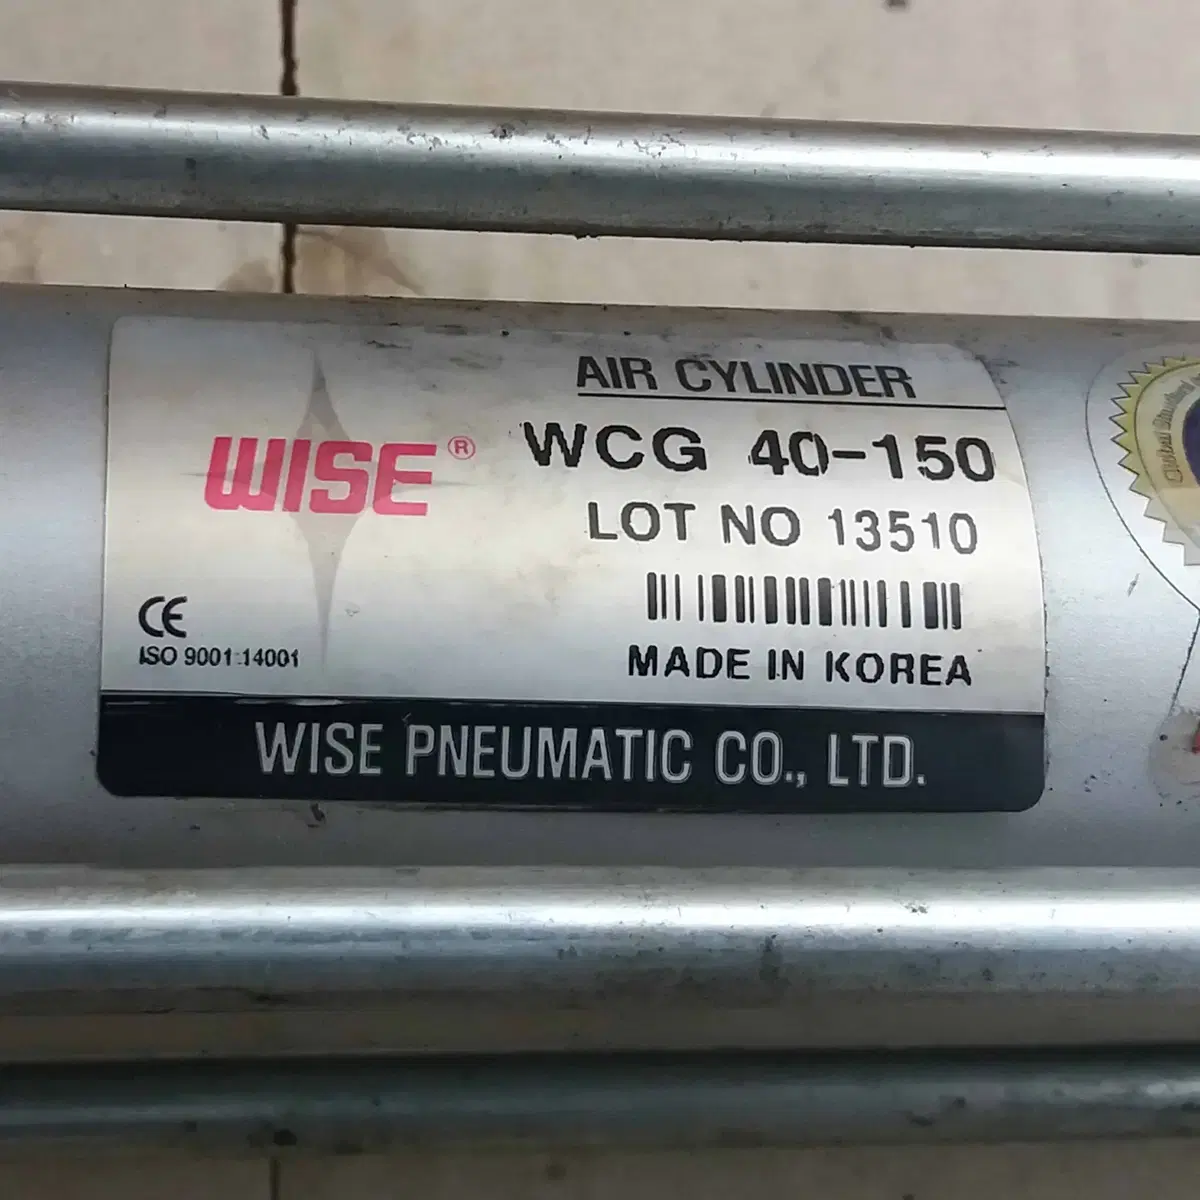 AIR CYLINDER
WISE®
WCG 40-150
LOT NO 13510
CE
ISO 9001:14001
MADE IN KOREA
WISE PNEUMATIC CO., LTD.
Global